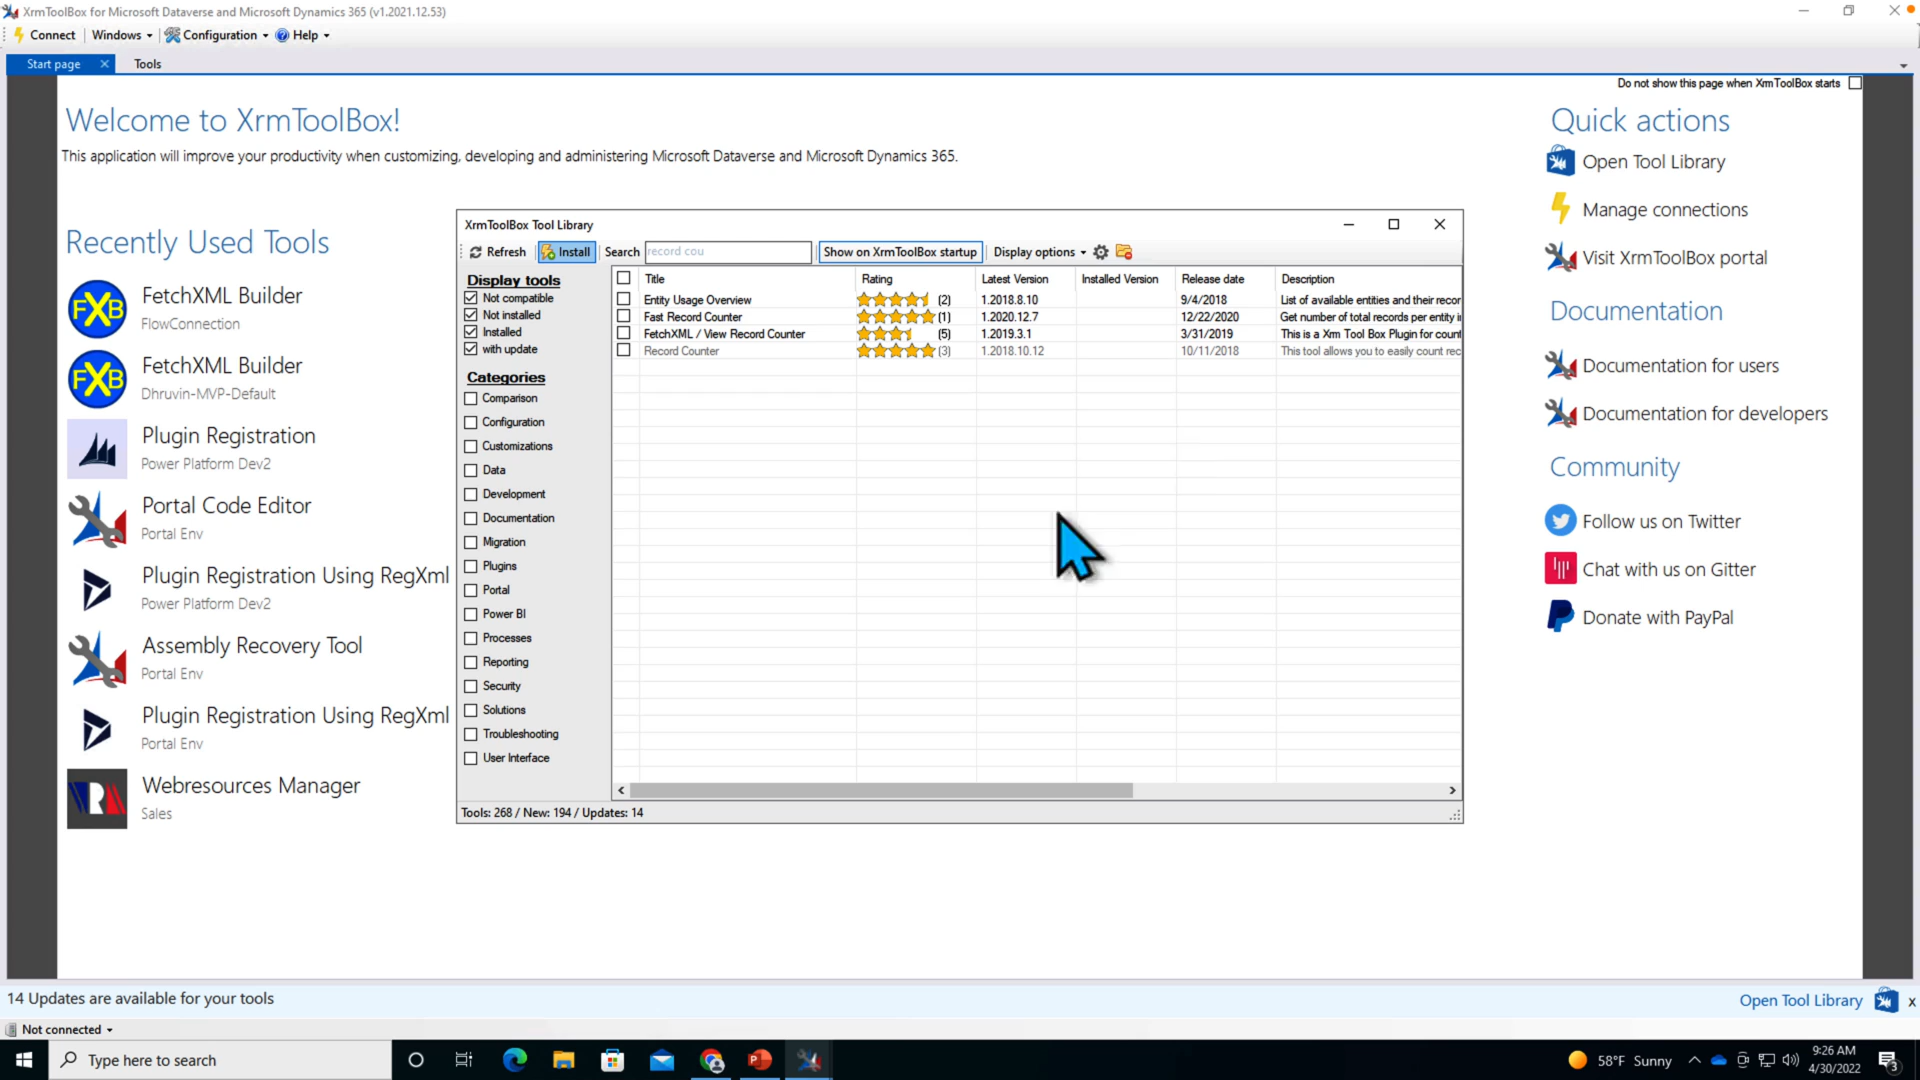 XrmToolBox for Microsoft Dataverse and Microsoft Dynamics 365 (v1.2021.12.53)
Connect Windows Configuration Help
Start page Tools
Do not show this page when XrmToolBox starts
Welcome to XrmToolBox!
This application will improve your productivity when customizing, developing and administering Microsoft Dataverse and Microsoft Dynamics 365.
Recently Used Tools
FetchXML Builder
FlowConnection
FetchXML Builder
Dhruvin-MVP-Default
Plugin Registration
Power Platform Dev2
Portal Code Editor
Portal Env
Plugin Registration Using RegXml
Power Platform Dev2
Assembly Recovery Tool
Portal Env
Plugin Registration Using RegXml
Portal Env
Webresources Manager
Sales
XrmToolBox Tool Library
Refresh Install Search record cou Show on XrmToolBox startup Display options
Display tools
Not compatible
Not installed
Installed
with update
Categories
Comparison
Configuration
Customizations
Data
Development
Documentation
Migration
Plugins
Portal
Power BI
Processes
Reporting
Security
Solutions
Troubleshooting
User Interface
Title Rating Latest Version Installed Version Release date Description
Entity Usage Overview (2) 1.2018.8.10 9/4/2018 List of available entities and their recor
Fast Record Counter (1) 1.2020.12.7 12/22/2020 Get number of total records per entity i
FetchXML / View Record Counter (5) 1.2019.3.1 3/31/2019 This is a Xrm Tool Box Plugin for count
Record Counter (3) 1.2018.10.12 10/11/2018 This tool allows you to easily count rec
Tools: 268 / New: 194 / Updates: 14
Quick actions
Open Tool Library
Manage connections
Visit XrmToolBox portal
Documentation
Documentation for users
Documentation for developers
Community
Follow us on Twitter
Chat with us on Gitter
Donate with PayPal
14 Updates are available for your tools
Open Tool Library x
Not connected
Type here to search
58°F Sunny
9:26 AM
4/30/2022
3